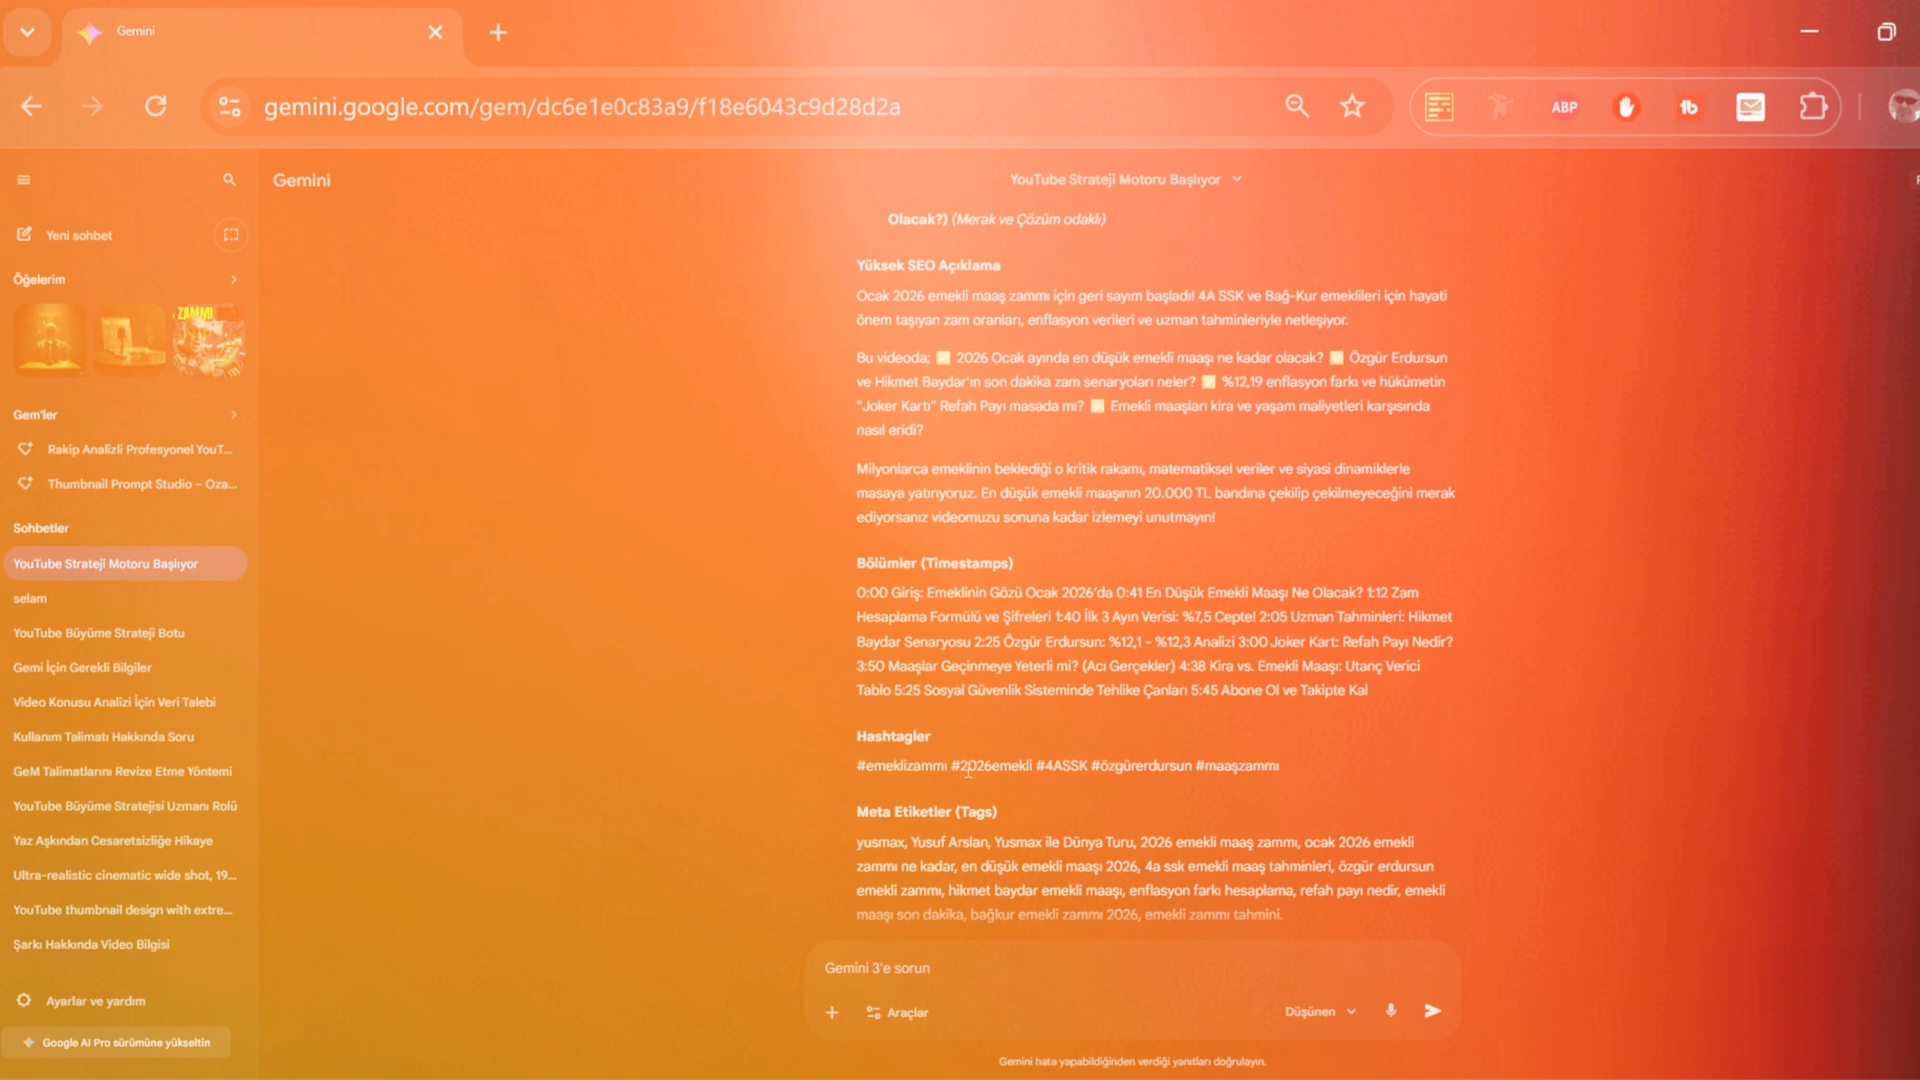 Gemini
gemini.google.com/gem/dc6e1e0c83a9/f18e6043c9d28d2a
ABP
tb
Gemini
YouTube Strateji Motoru Başlıyor
Yeni sohbet
Öğelerim
ZAMMI
Gem'ler
Rakip Analizli Profesyonel YouT...
Thumbnail Prompt Studio – Oza...
Sohbetler
YouTube Strateji Motoru Başlıyor
selam
YouTube Büyüme Strateji Botu
Gemi İçin Gerekli Bilgiler
Video Konusu Analizi İçin Veri Talebi
Kullanım Talimatı Hakkında Soru
GeM Talimatlarını Revize Etme Yöntemi
YouTube Büyüme Stratejisi Uzmanı Rolü
Yaz Aşkından Cesaretsizliğe Hikaye
Ultra-realistic cinematic wide shot, 19...
YouTube thumbnail design with extre...
Şarkı Hakkında Video Bilgisi
Ayarlar ve yardım
Google AI Pro sürümüne yükseltin
Olacak?) (Merak ve Çözüm odaklı)
Yüksek SEO Açıklama
Ocak 2026 emekli maaş zammı için geri sayım başladı! 4A SSK ve Bağ-Kur emeklileri için hayati
önem taşıyan zam oranları, enflasyon verileri ve uzman tahminleriyle netleşiyor.
Bu videoda; ✅ 2026 Ocak ayında en düşük emekli maaşı ne kadar olacak? ✅ Özgür Erdursun
ve Hikmet Baydar'ın son dakika zam senaryoları neler? ✅ %12,19 enflasyon farkı ve hükümetin
"Joker Kartı" Refah Payı masada mı? ✅ Emekli maaşları kira ve yaşam maliyetleri karşısında
nasıl eridi?
Milyonlarca emeklinin beklediği o kritik rakamı, matematiksel veriler ve siyasi dinamiklerle
masaya yatırıyoruz. En düşük emekli maaşının 20.000 TL bandına çekilip çekilmeyeceğini merak
ediyorsanız videomuzu sonuna kadar izlemeyi unutmayın!
Bölümler (Timestamps)
0:00 Giriş: Emeklinin Gözü Ocak 2026'da 0:41 En Düşük Emekli Maaşı Ne Olacak? 1:12 Zam
Hesaplama Formülü ve Şifreleri 1:40 İlk 3 Ayın Verisi: %7,5 Cepte! 2:05 Uzman Tahminleri: Hikmet
Baydar Senaryosu 2:25 Özgür Erdursun: %12,1 - %12,3 Analizi 3:00 Joker Kart: Refah Payı Nedir?
3:50 Maaşlar Geçinmeye Yeterli mi? (Acı Gerçekler) 4:38 Kira vs. Emekli Maaşı: Utanç Verici
Tablo 5:25 Sosyal Güvenlik Sisteminde Tehlike Çanları 5:45 Abone Ol ve Takipte Kal
Hashtagler
#emeklizammı #2026emekli #4ASSK #özgürerdursun #maaşzammı
Meta Etiketler (Tags)
yusmax, Yusuf Arslan, Yusmax ile Dünya Turu, 2026 emekli maaş zammı, ocak 2026 emekli
zammı ne kadar, en düşük emekli maaşı 2026, 4a ssk emekli maaş tahminleri, özgür erdursun
emekli zammı, hikmet baydar emekli maaşı, enflasyon farkı hesaplama, refah payı nedir, emekli
maaşı son dakika, bağkur emekli zammı 2026, emekli zammı tahmini.
Gemini 3'e sorun
Araçlar
Düşünen
Gemini hata yapabildiğinden verdiği yanıtları doğrulayın.